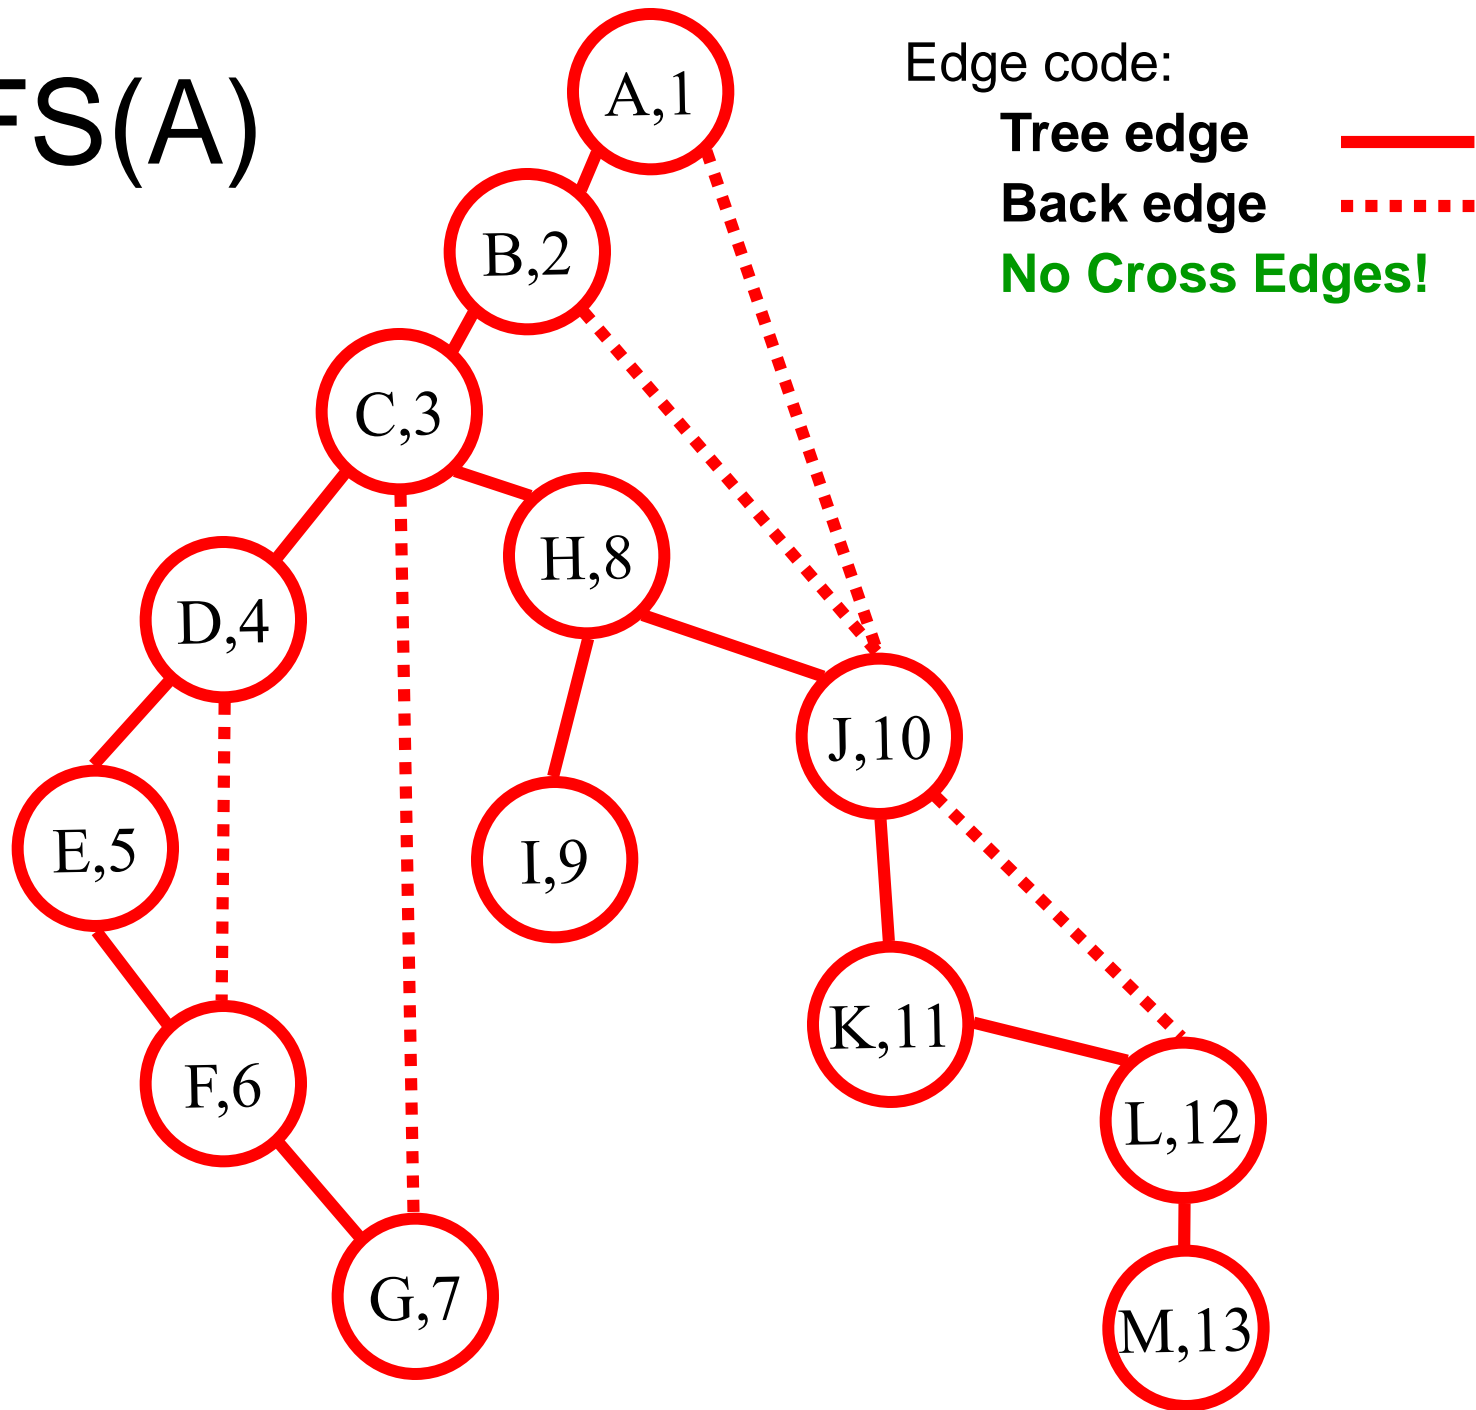 FS(A)
Edge code:
Tree edge
Back edge
No Cross Edges!
A,1
B,2
C,3
H,8
D,4
J,10
E,5
I,9
K,11
F,6
L,12
G,7
M,13